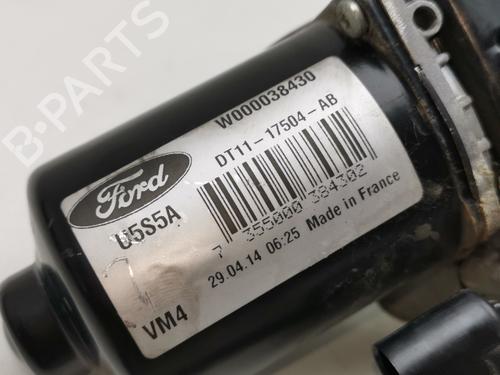 W000038430
DT11-17504-AB
Ford
U5S5A
7 355000 384302
29.04.14 06:25 Made in France
VM4
B-PARTS